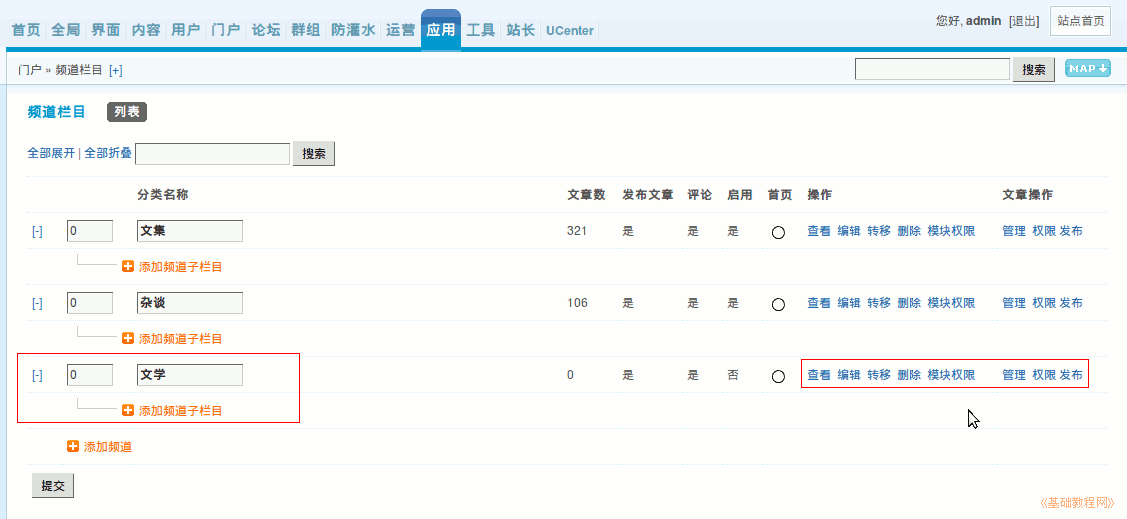 您好, admin [退出] 站点首页
首页 全局 界面 内容 用户 门户 论坛 群组 防灌水 运营 应用 工具 站长 UCenter
门户 » 频道栏目 [+] 搜索 MAP
频道栏目 列表
全部展开 | 全部折叠 搜索
分类名称 文章数 发布文章 评论 启用 首页 操作 文章操作
[-] 0 文集 321 是 是 是 查看 编辑 转移 删除 模块权限 管理 权限 发布
添加频道子栏目
[-] 0 杂谈 106 是 是 是 查看 编辑 转移 删除 模块权限 管理 权限 发布
添加频道子栏目
[-] 0 文学 0 是 是 否 查看 编辑 转移 删除 模块权限 管理 权限 发布
添加频道子栏目
添加频道
提交
《基础教程网》